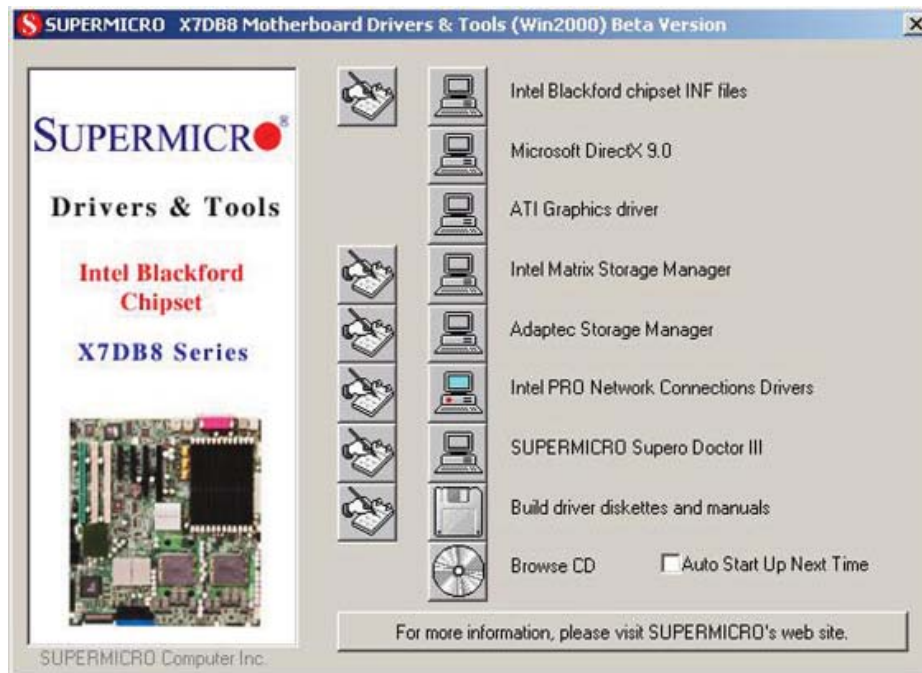 SUPERMICRO X7DB8 Motherboard Drivers & Tools (Win2000) Beta Version
SUPERMICRO®
Drivers & Tools
Intel Blackford
Chipset
X7DB8 Series
SUPERMICRO Computer Inc.
Intel Blackford chipset INF files
Microsoft DirectX 9.0
ATI Graphics driver
Intel Matrix Storage Manager
Adaptec Storage Manager
Intel PRO Network Connections Drivers
SUPERMICRO Supero Doctor III
Build driver diskettes and manuals
Browse CD Auto Start Up Next Time
For more information, please visit SUPERMICRO's web site.